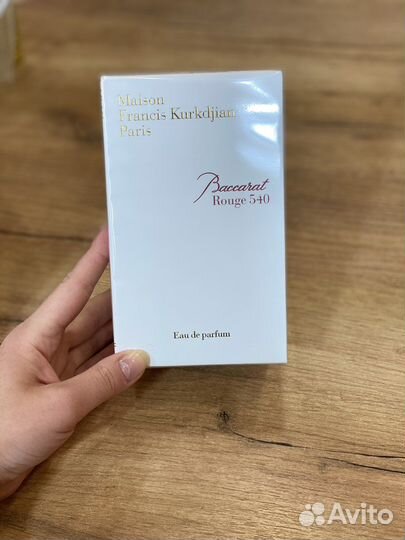 Maison
Francis Kurkdjian
Paris
Baccarat
Rouge 540
Eau de parfum
Avito